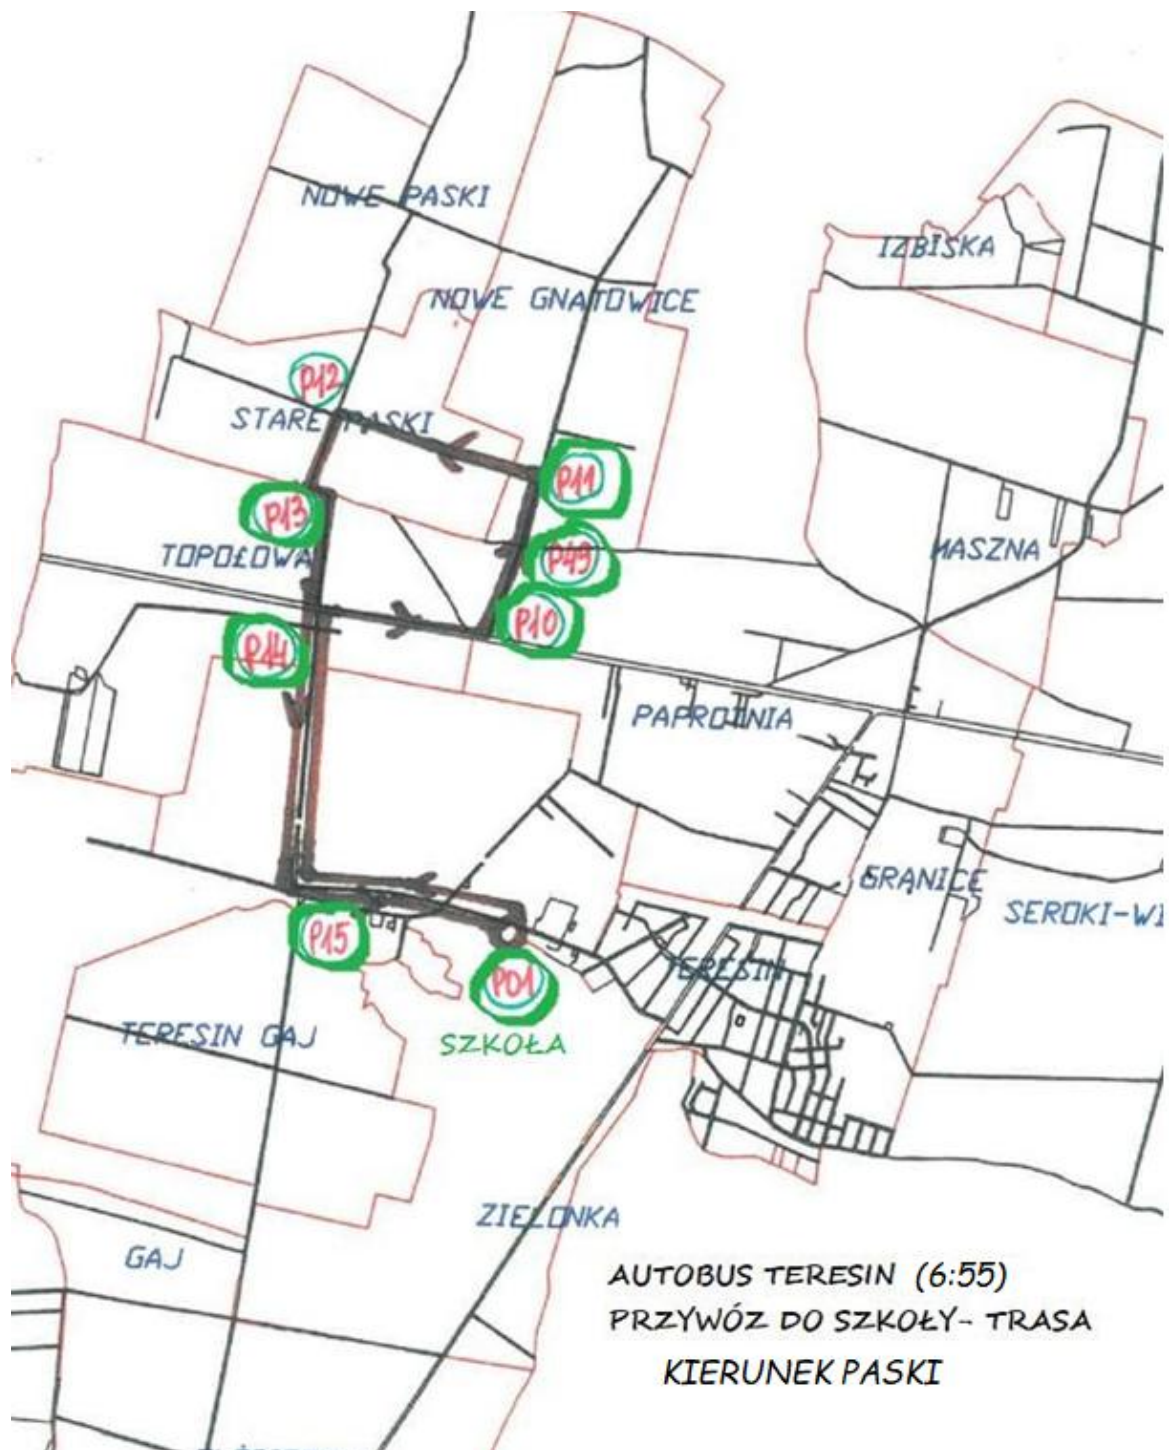 NOWE PASKI
IZBISKA
NOWE GNATOWICE
P12
STARE PASKI
P11
P13
TOPOŁOWA
P49
MASZNA
P10
P14
PAPROTNIA
GRANICE
SEROKI-WI
P15
P01
TERESIN
TERESIN GAJ
SZKOŁA
ZIELONKA
GAJ
AUTOBUS TERESIN (6:55)
PRZYWÓZ DO SZKOŁY- TRASA
KIERUNEK PASKI